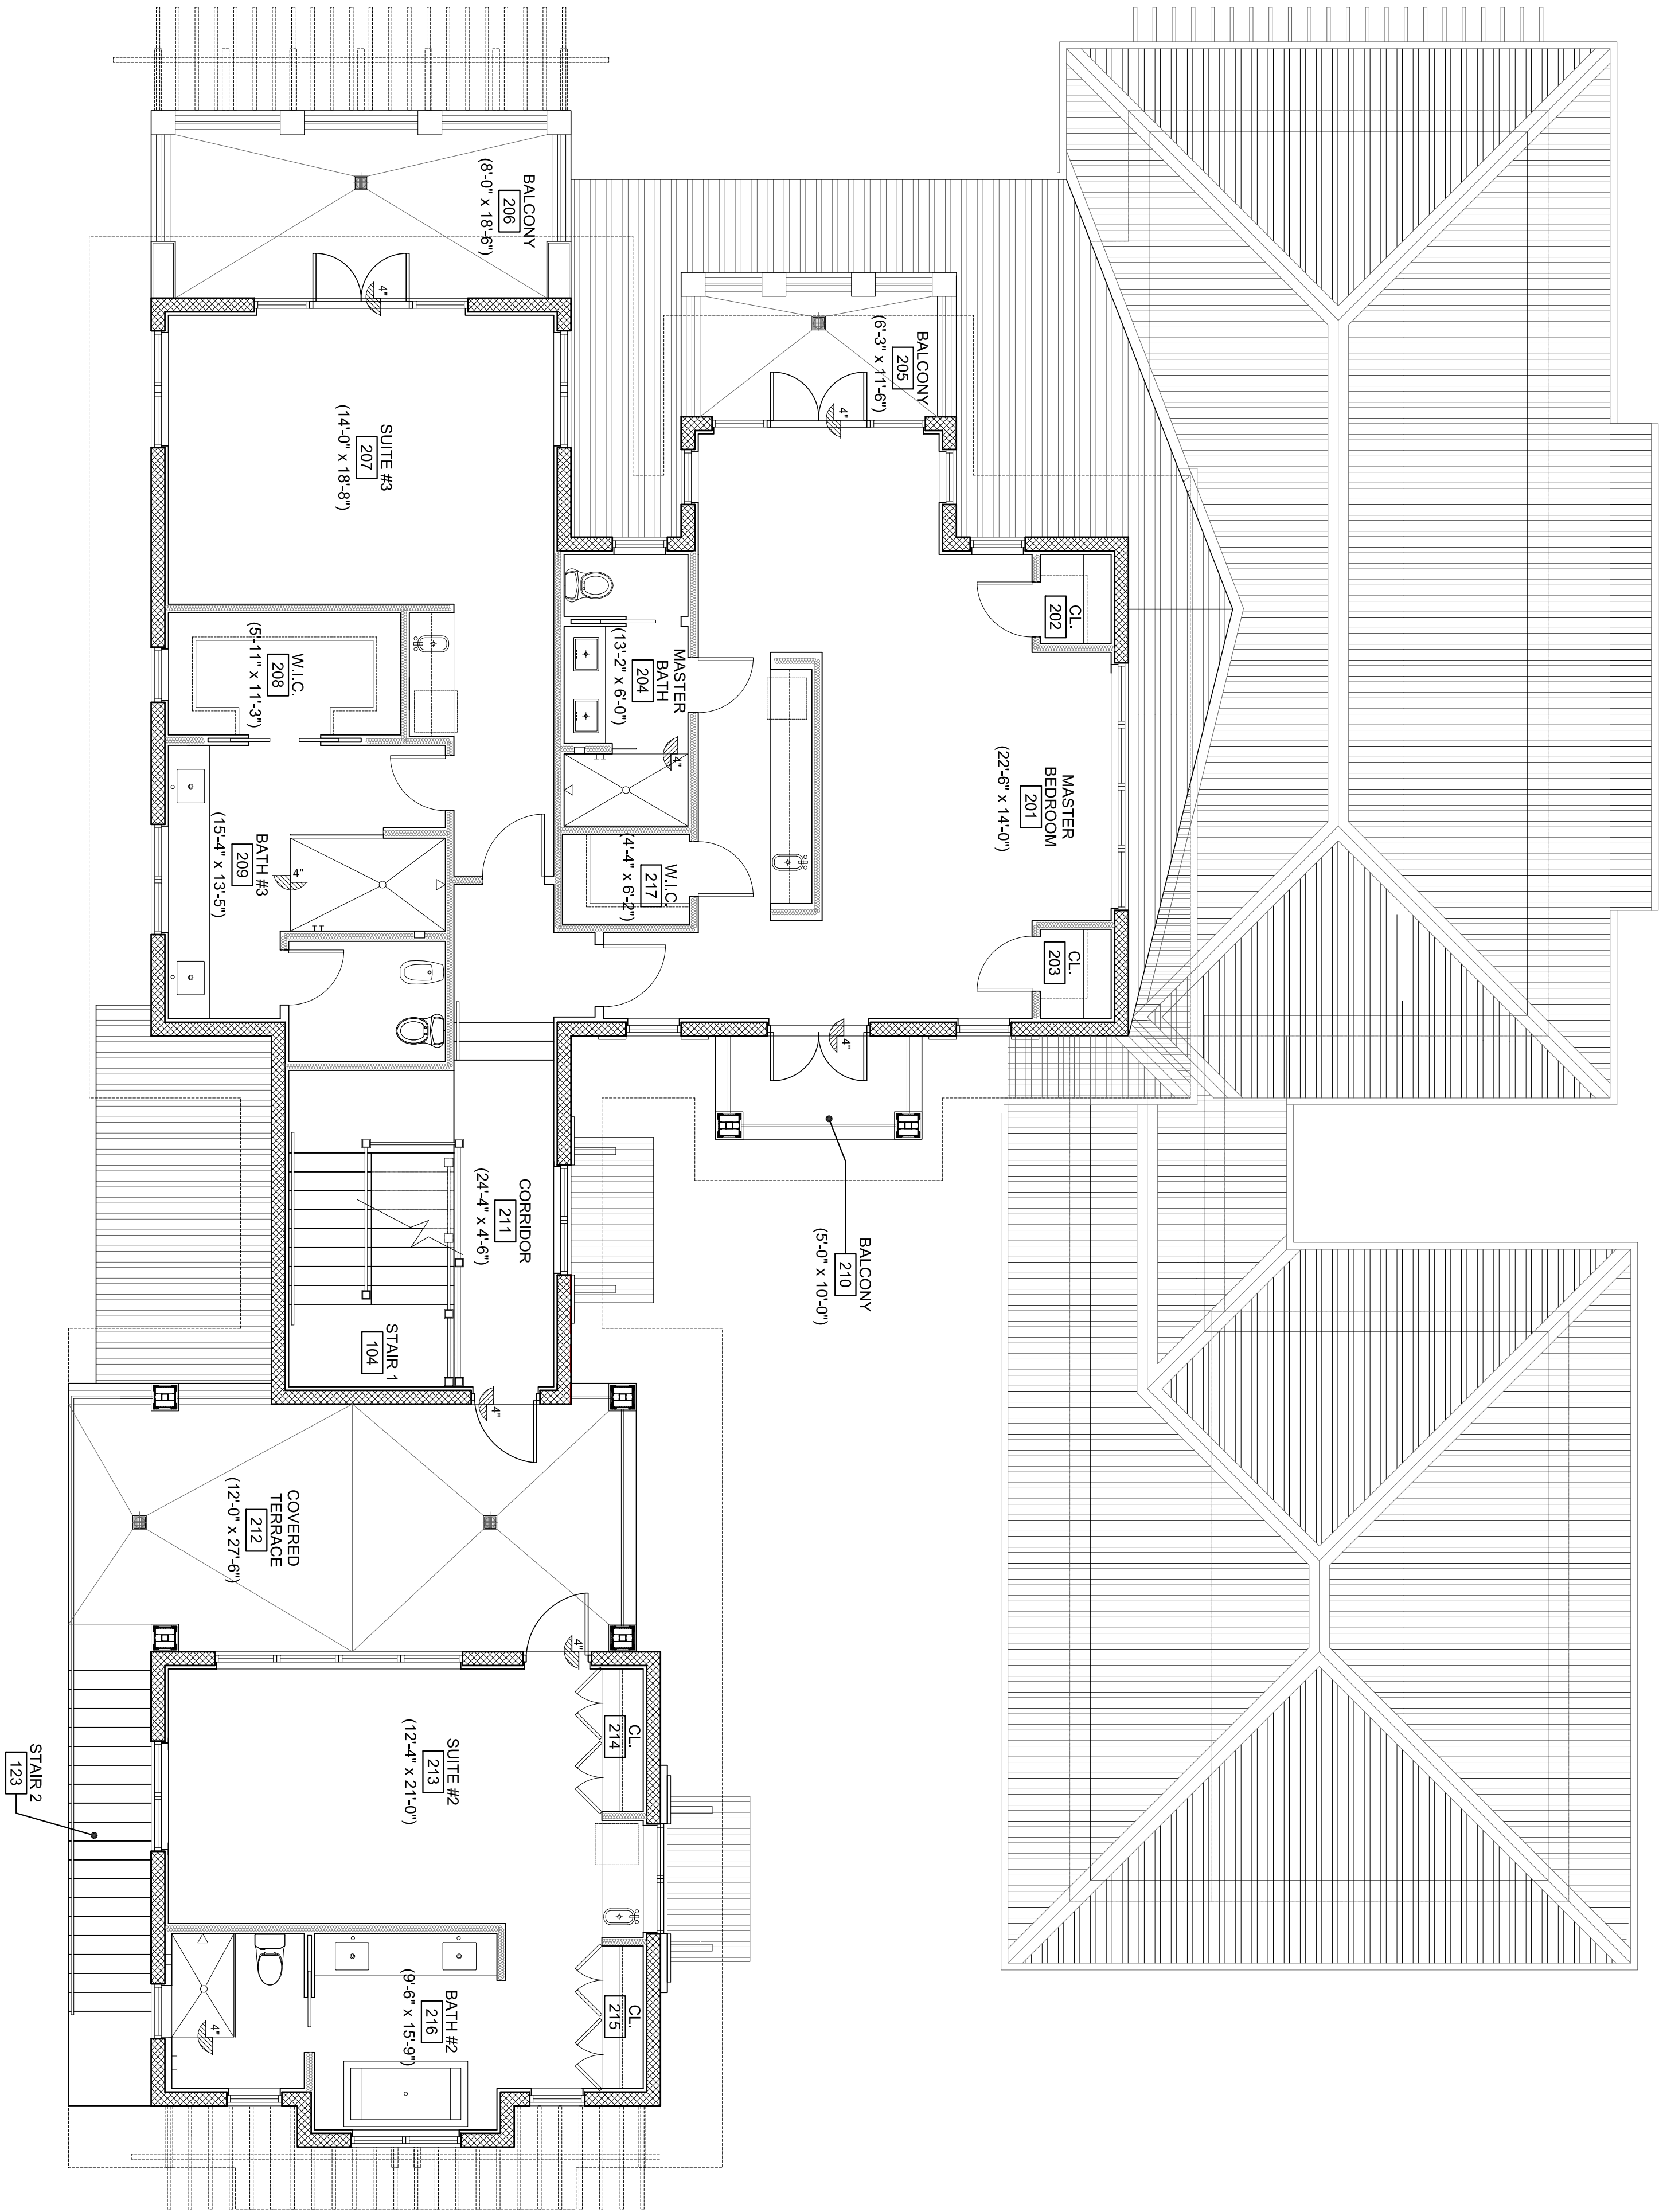 BALCONY
206
(8'-0" x 18'-6")
4"
BALCONY
205
(6'-3" x 11'-6")
4"
SUITE #3
207
(14'-0" x 18'-8")
CL.
202
MASTER
BEDROOM
201
(22'-6" x 14'-0")
CL.
203
MASTER
BATH
204
(13'-2" x 6'-0")
4"
W.I.C.
217
(4'-4" x 6'-2")
W.I.C.
208
(5'-11" x 11'-3")
BATH #3
209
(15'-4" x 13'-5")
4"
4"
BALCONY
210
(5'-0" x 10'-0")
CORRIDOR
211
(24'-4" x 4'-6")
STAIR 1
104
4"
COVERED
TERRACE
212
(12'-0" x 27'-6")
4"
CL.
214
SUITE #2
213
(12'-4" x 21'-0")
STAIR 2
123
CL.
215
BATH #2
216
(9'-6" x 15'-9")
4"